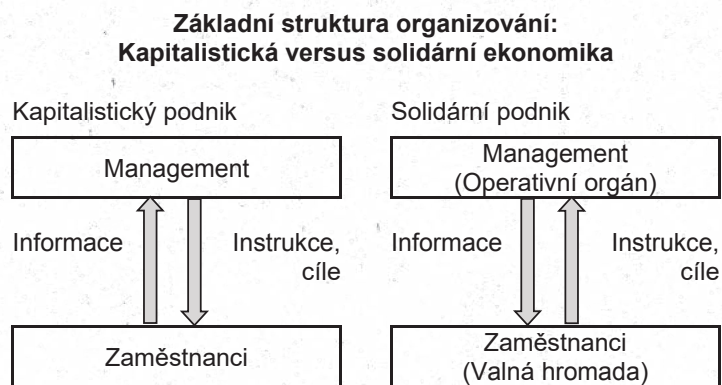 Základní struktura organizování:
Kapitalistická versus solidární ekonomika
Kapitalistický podnik
Management
Informace
Instrukce,
cíle
Zaměstnanci
Solidární podnik
Management
(Operativní orgán)
Informace
Instrukce,
cíle
Zaměstnanci
(Valná hromada)